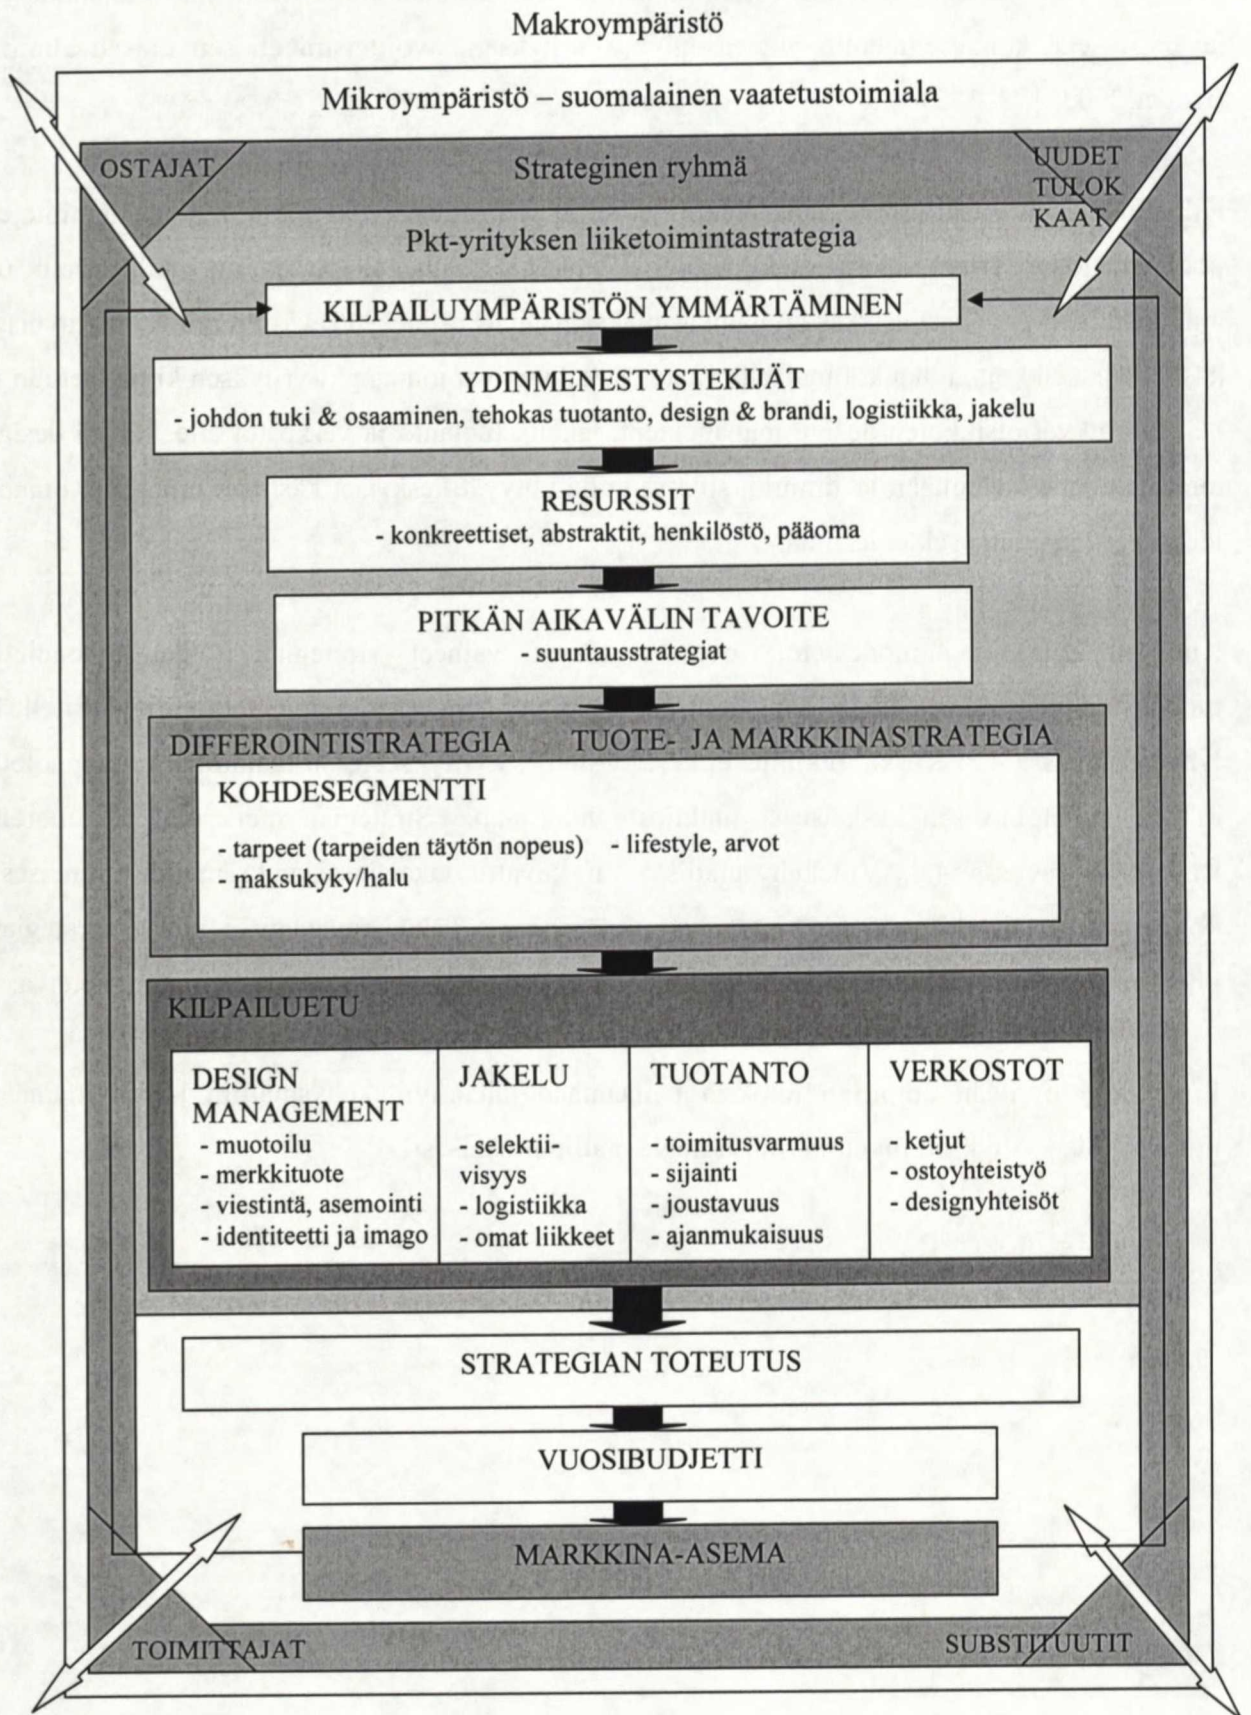 Makroympäristö
Mikroympäristö – suomalainen vaatetustoimiala
OSTAJAT
Strateginen ryhmä
UUDET
TULOK
KAAT
Pkt-yrityksen liiketoimintastrategia
KILPAILUYMPÄRISTÖN YMMÄRTÄMINEN
YDINMENESTYSTEKIJÄT
- johdon tuki & osaaminen, tehokas tuotanto, design & brandi, logistiikka, jakelu
RESURSSIT
- konkreettiset, abstraktit, henkilöstö, pääoma
PITKÄN AIKAVÄLIN TAVOITE
- suuntausstrategiat
DIFFEROINTISTRATEGIA TUOTE- JA MARKKINASTRATEGIA
KOHDESEGMENTTI
- tarpeet (tarpeiden täytön nopeus) - lifestyle, arvot
- maksukyky/halu
KILPAILUETU
DESIGN
MANAGEMENT
- muotoilu
- merkkituote
- viestintä, asemointi
- identiteetti ja imago
JAKELU
- selektii-
visyys
- logistiikka
- omat liikkeet
TUOTANTO
- toimitusvarmuus
- sijainti
- joustavuus
- ajanmukaisuus
VERKOSTOT
- ketjut
- ostoyhteistyö
- designyhteisöt
STRATEGIAN TOTEUTUS
VUOSIBUDJETTI
MARKKINA-ASEMA
TOIMITTAJAT
SUBSTITUUTIT